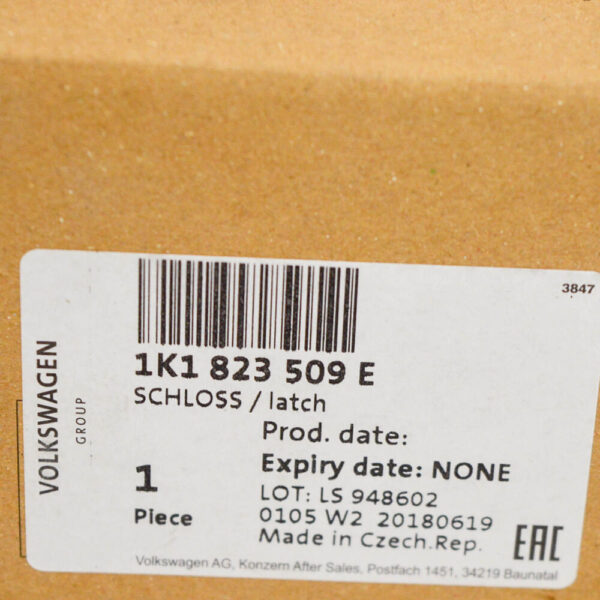 3847
VOLKSWAGEN
GROUP
1K1 823 509 E
SCHLOSS / latch
Prod. date:
Expiry date: NONE
1
Piece
LOT: LS 948602
0105 W2 20180619
Made in Czech.Rep.
EAC
Volkswagen AG, Konzern After Sales, Postfach 1451, 34219 Baunatal